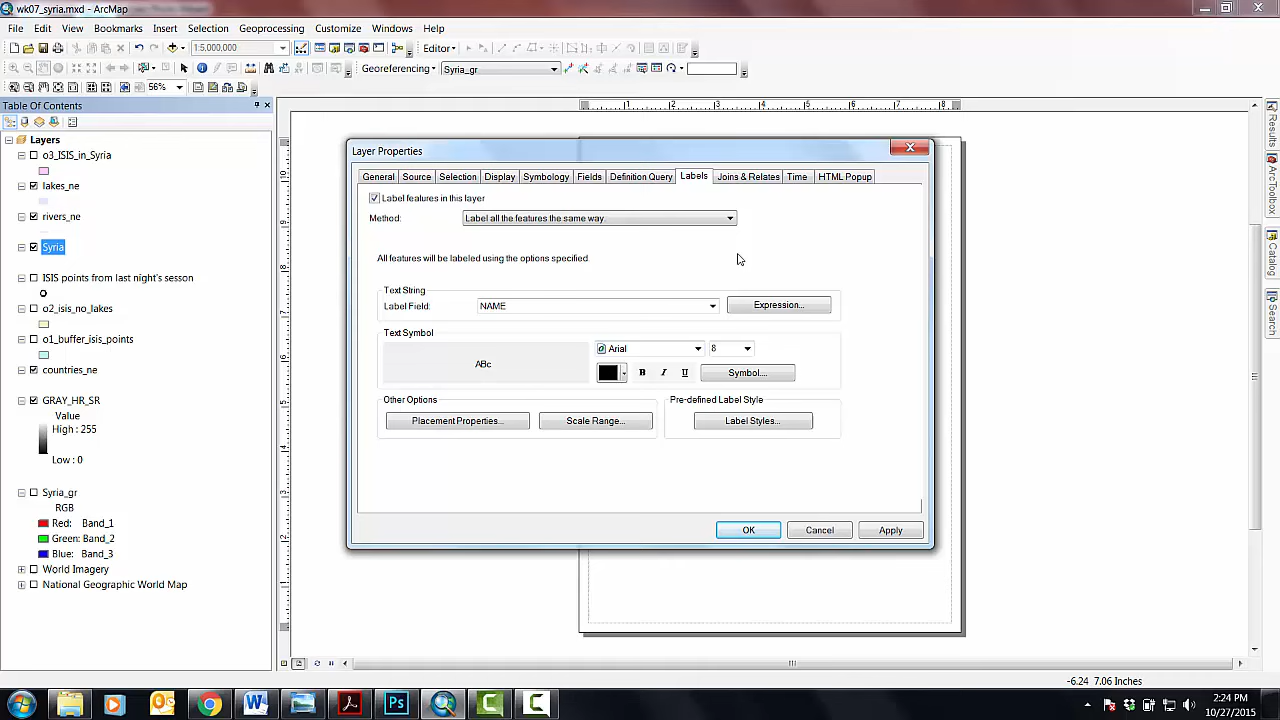 wk07_syria.mxd - ArcMap
File Edit View Bookmarks Insert Selection Geoprocessing Customize Windows Help
1:5,000,000 Editor
Georeferencing Syria_gr
56%
Table Of Contents
Layers
o3_ISIS_in_Syria
lakes_ne
rivers_ne
Syria
ISIS points from last night's sesson
o2_isis_no_lakes
o1_buffer_isis_points
countries_ne
GRAY_HR_SR
Value
High : 255
Low : 0
Syria_gr
RGB
Red: Band_1
Green: Band_2
Blue: Band_3
World Imagery
National Geographic World Map
Layer Properties
General Source Selection Display Symbology Fields Definition Query Labels Joins & Relates Time HTML Popup
Label features in this layer
Method: Label all the features the same way.
All features will be labeled using the options specified.
Text String
Label Field: NAME Expression...
Text Symbol
ABc
Arial 8
B I U Symbol...
Other Options
Placement Properties... Scale Range...
Pre-defined Label Style
Label Styles...
OK Cancel Apply
Results
ArcToolbox
Catalog
Search
-6.24 7.06 Inches
2:24 PM
10/27/2015